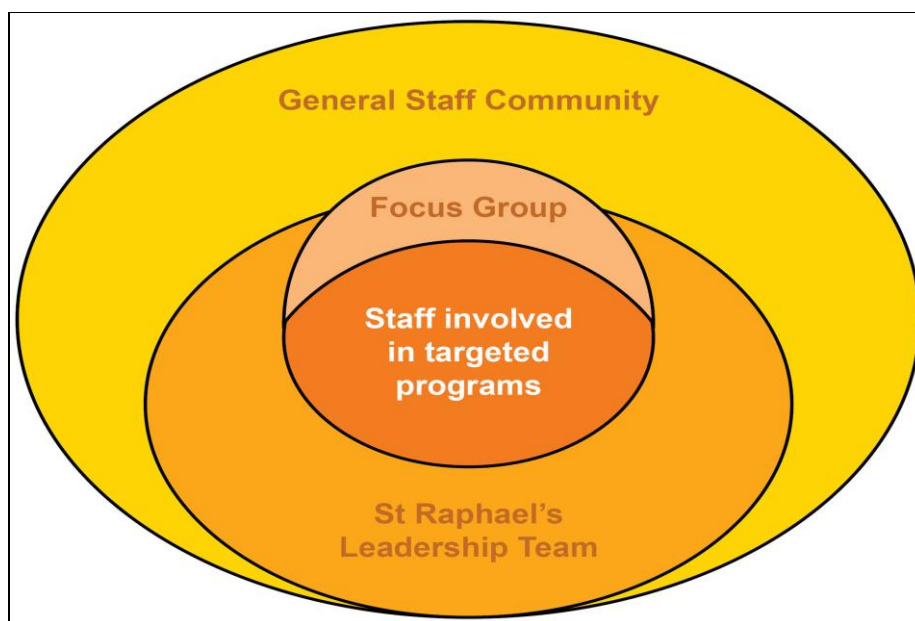 General Staff Community
Focus Group
Staff involved
in targeted
programs
St Raphael’s
Leadership Team